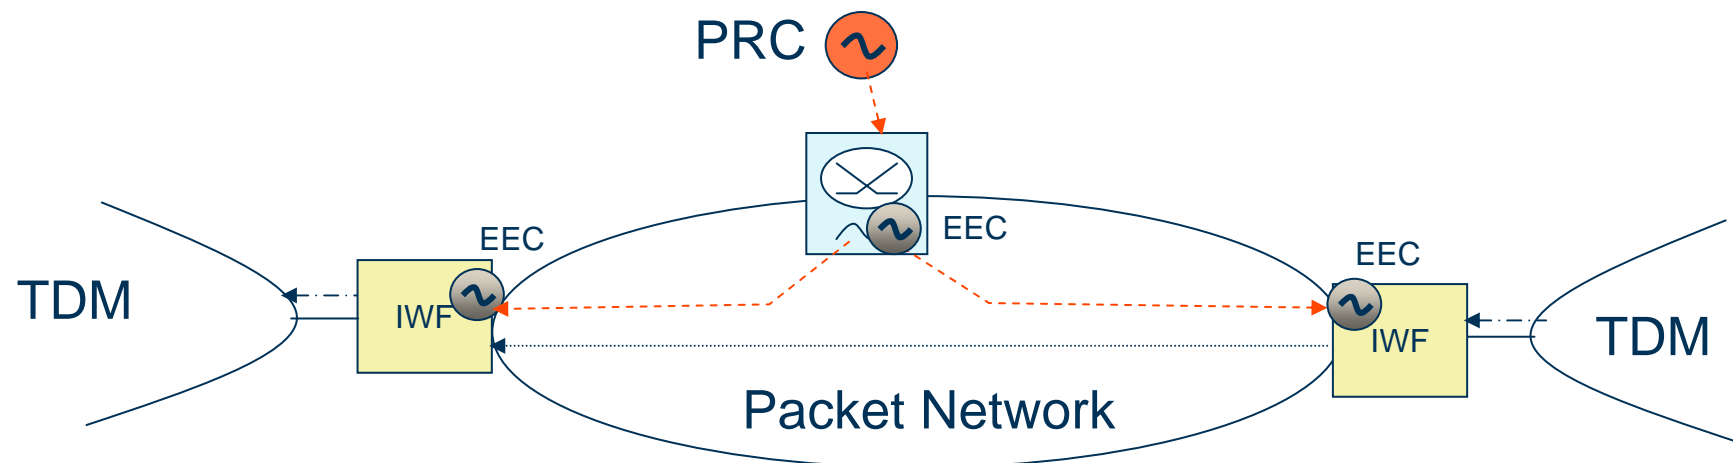 PRC
EEC
EEC
EEC
TDM
IWF
IWF
TDM
Packet Network